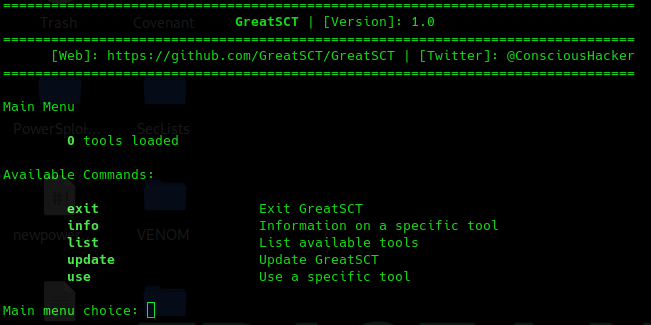 =============================================================================
Trash
Covenant
GreatSCT | [Version]: 1.0
=============================================================================
[Web]: https://github.com/GreatSCT/GreatSCT | [Twitter]: @ConsciousHacker
=============================================================================
Main Menu
PowerSploi...
SecLists
0 tools loaded
Available Commands:
exit Exit GreatSCT
info Information on a specific tool
list List available tools
newpowe
VENOM
update Update GreatSCT
use Use a specific tool
Main menu choice: